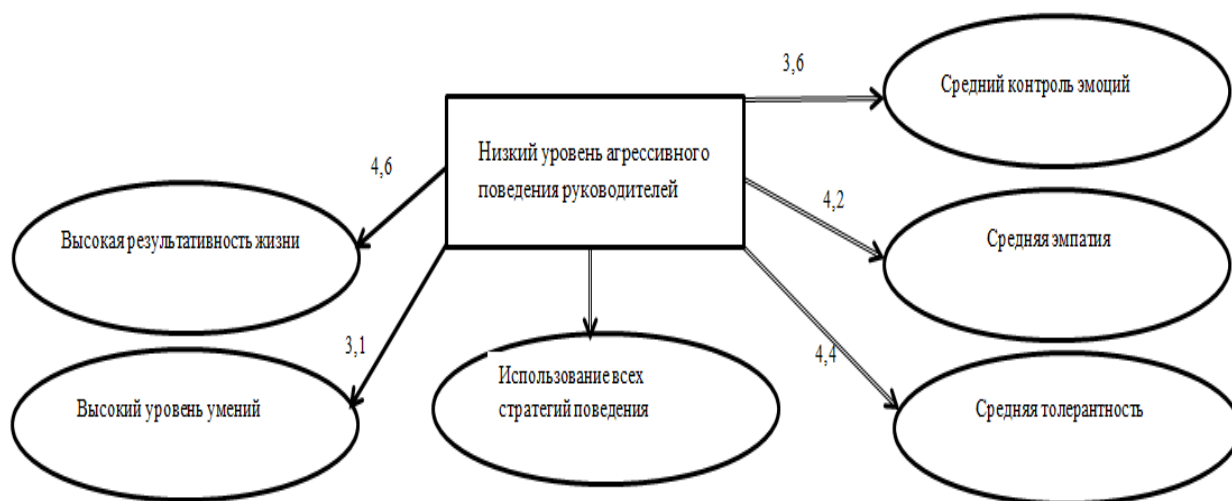 3,6
Средний контроль эмоций
Низкий уровень агрессивного
поведения руководителей
4,6
4,2
Высокая результативность жизни
Средняя эмпатия
3,1
4,4
Использование всех
стратегий поведения
Высокий уровень умений
Средняя толерантность